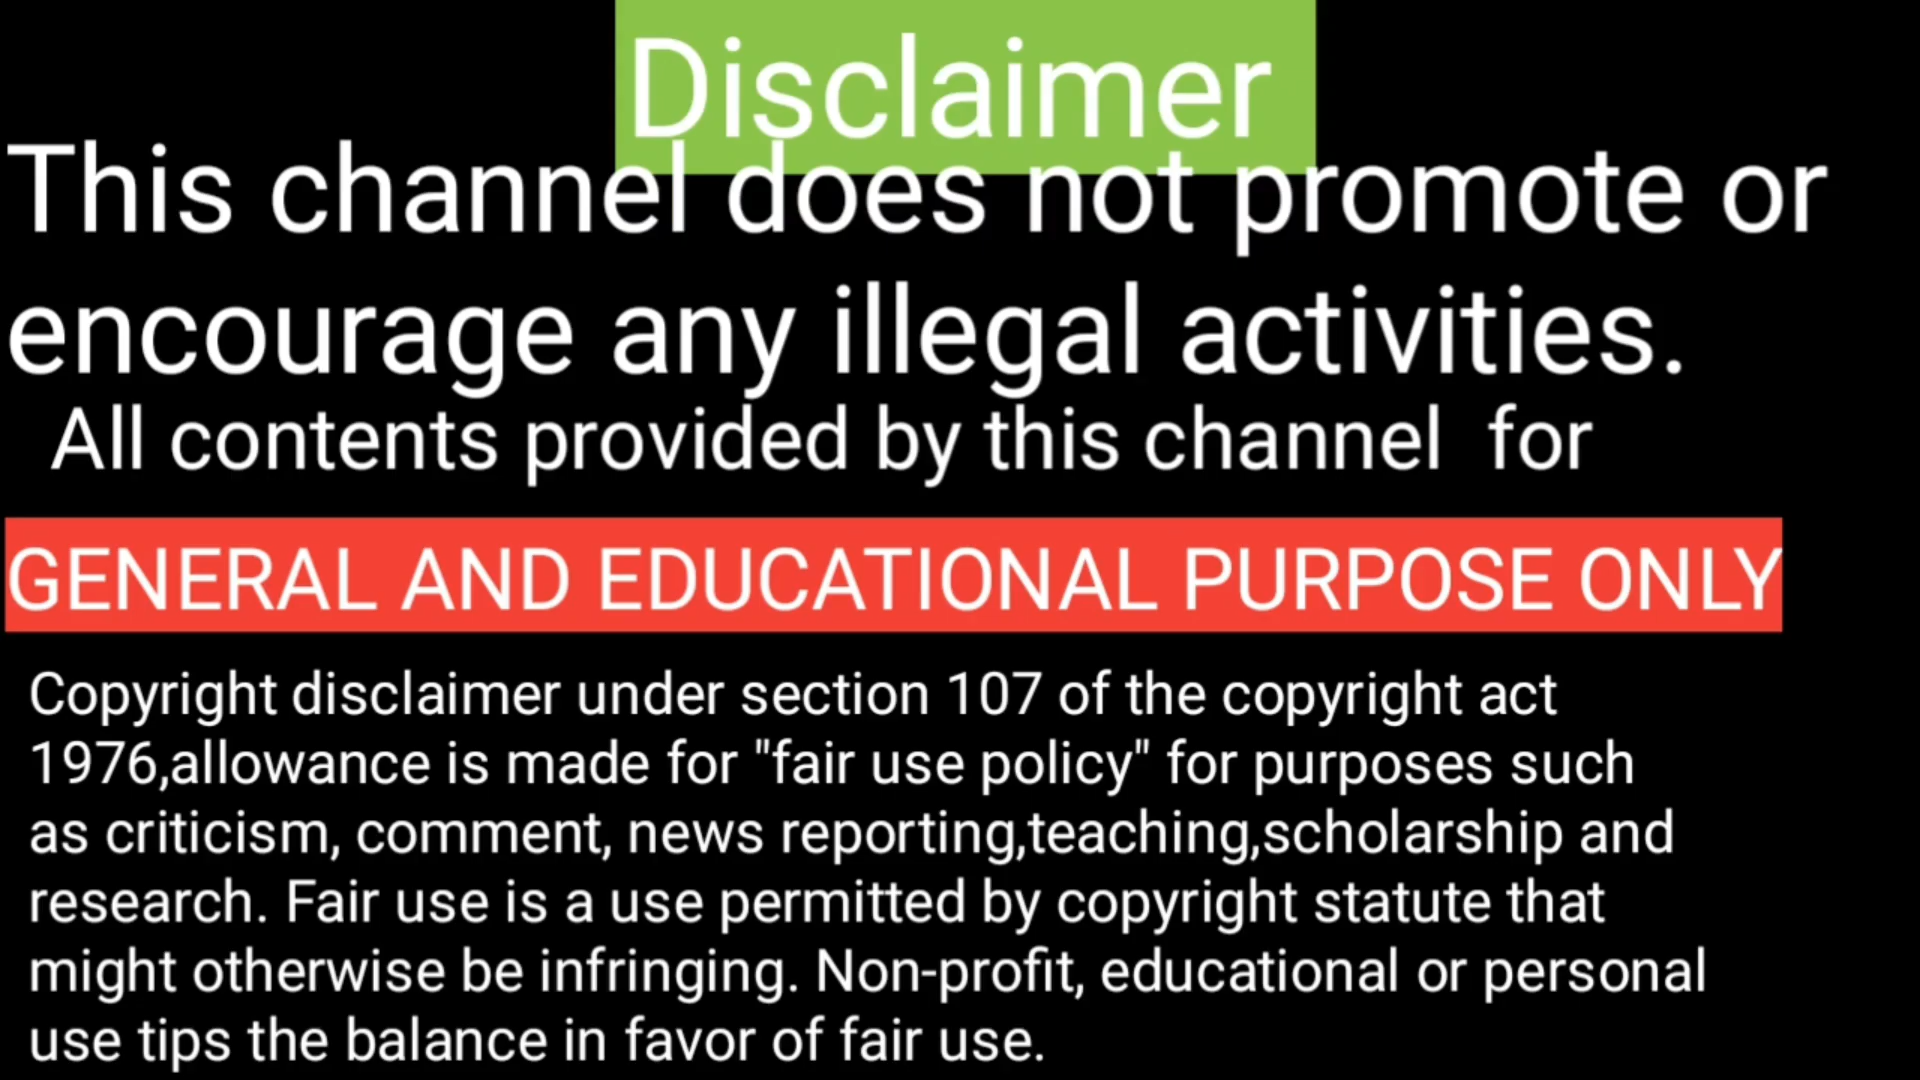 Disclaimer
This channel does not promote or
encourage any illegal activities.
All contents provided by this channel for
GENERAL AND EDUCATIONAL PURPOSE ONLY
Copyright disclaimer under section 107 of the copyright act
1976,allowance is made for "fair use policy" for purposes such
as criticism, comment, news reporting,teaching,scholarship and
research. Fair use is a use permitted by copyright statute that
might otherwise be infringing. Non-profit, educational or personal
use tips the balance in favor of fair use.